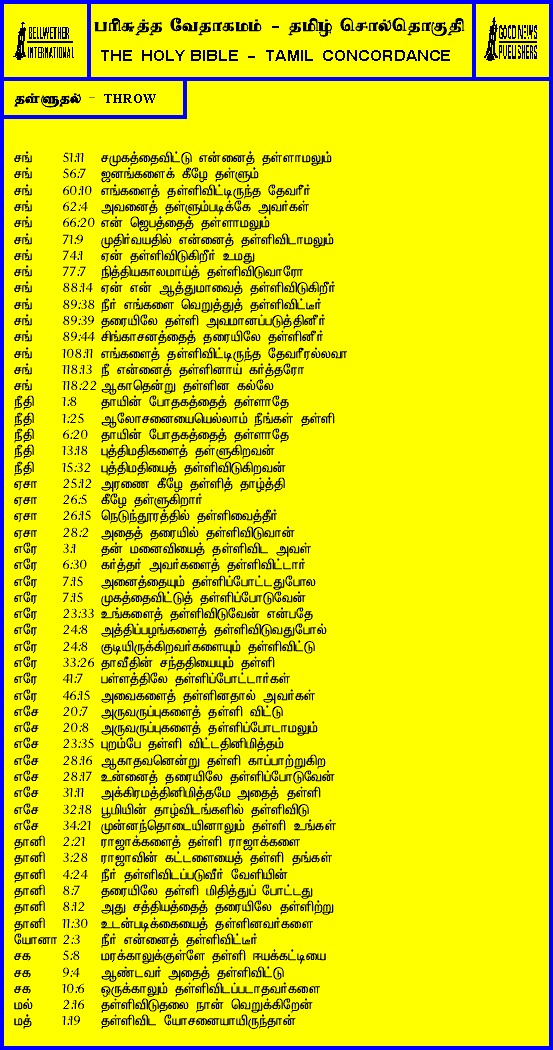 BELLWETHER
INTERNATIONAL
பரிசுத்த வேதாகமம் - தமிழ் சொல்தொகுதி
THE HOLY BIBLE - TAMIL CONCORDANCE
GOOD NEWS
PUBLISHERS
தள்ளுதல் - THROW
சங் 51:11 சமுகத்தைவிட்டு என்னைத் தள்ளாமலும்
சங் 56:7 ஜனங்களைக் கீழே தள்ளும்
சங் 60:10 எங்களைத் தள்ளிவிட்டிருந்த தேவரீர்
சங் 62:4 அவனைத் தள்ளும்படிக்கே அவர்கள்
சங் 66:20 என் ஜெபத்தைத் தள்ளாமலும்
சங் 71:9 முதிர்வயதில் என்னைத் தள்ளிவிடாமலும்
சங் 74:1 ஏன் தள்ளிவிடுகிறீர் உமது
சங் 77:7 நித்தியகாலமாய்த் தள்ளிவிடுவாரோ
சங் 88:14 ஏன் என் ஆத்துமாவைத் தள்ளிவிடுகிறீர்
சங் 89:38 நீர் எங்களை வெறுத்துத் தள்ளிவிட்டீர்
சங் 89:39 தரையிலே தள்ளி அவமானப்படுத்தினீர்
சங் 89:44 சிங்காசனத்தைத் தரையிலே தள்ளினீர்
சங் 108:11 எங்களைத் தள்ளிவிட்டிருந்த தேவரீரல்லவா
சங் 118:13 நீ என்னைத் தள்ளினாய் கர்த்தரோ
சங் 118:22 ஆகாதென்று தள்ளின கல்லே
நீதி 1:8 தாயின் போதகத்தைத் தள்ளாதே
நீதி 1:25 ஆலோசனையையெல்லாம் நீங்கள் தள்ளி
நீதி 6:20 தாயின் போதகத்தைத் தள்ளாதே
நீதி 13:18 புத்திமதிகளைத் தள்ளுகிறவன்
நீதி 15:32 புத்திமதியைத் தள்ளிவிடுகிறவன்
ஏசா 25:12 அரணை கீழே தள்ளித் தாழ்த்தி
ஏசா 26:5 கீழே தள்ளுகிறார்
ஏசா 26:15 நெடுந்தூரத்தில் தள்ளிவைத்தீர்
ஏசா 28:2 அதைத் தரையில் தள்ளிவிடுவான்
எரே 3:1 தன் மனைவியைத் தள்ளிவிட அவள்
எரே 6:30 கர்த்தர் அவர்களைத் தள்ளிவிட்டார்
எரே 7:15 அனைத்தையும் தள்ளிப்போட்டதுபோல
எரே 7:15 முகத்தைவிட்டுத் தள்ளிப்போடுவேன்
எரே 23:33 உங்களைத் தள்ளிவிடுவேன் என்பதே
எரே 24:8 அத்திப்பழங்களைத் தள்ளிவிடுவதுபோல்
எரே 24:8 குடியிருக்கிறவர்களையும் தள்ளிவிட்டு
எரே 33:26 தாவீதின் சந்ததியையும் தள்ளி
எரே 41:7 பள்ளத்திலே தள்ளிப்போட்டார்கள்
எரே 46:15 அவைகளைத் தள்ளினதால் அவர்கள்
எசே 20:7 அருவருப்புகளைத் தள்ளி விட்டு
எசே 20:8 அருவருப்புகளைத் தள்ளிப்போடாமலும்
எசே 23:35 புறம்பே தள்ளி விட்டதினிமித்தம்
எசே 28:16 ஆகாதவனென்று தள்ளி காப்பாற்றுகிற
எசே 28:17 உன்னைத் தரையிலே தள்ளிப்போடுவேன்
எசே 31:11 அக்கிரமத்தினிமித்தமே அதைத் தள்ளி
எசே 32:18 பூமியின் தாழ்விடங்களில் தள்ளிவிடு
எசே 34:21 முன்னந்தொடையினாலும் தள்ளி உங்கள்
தானி 2:21 ராஜாக்களைத் தள்ளி ராஜாக்களை
தானி 3:28 ராஜாவின் கட்டளையைத் தள்ளி தங்கள்
தானி 4:24 நீர் தள்ளிவிடப்படுவீர் வேளியின்
தானி 8:7 தரையிலே தள்ளி மிதித்துப் போட்டது
தானி 8:12 அது சத்தியத்தைத் தரையிலே தள்ளிற்று
தானி 11:30 உடன்படிக்கையைத் தள்ளினவர்களை
யோனா 2:3 நீர் என்னைத் தள்ளிவிட்டீர்
சக 5:8 மரக்காலுக்குள்ளே தள்ளி ஈயக்கட்டியை
சக 9:4 ஆண்டவர் அதைத் தள்ளிவிட்டு
சக 10:6 ஒருக்காலும் தள்ளிவிடப்படாதவர்களை
மல் 2:16 தள்ளிவிடுதலை நான் வெறுக்கிறேன்
மத் 1:19 தள்ளிவிட யோசனையாயிருந்தான்